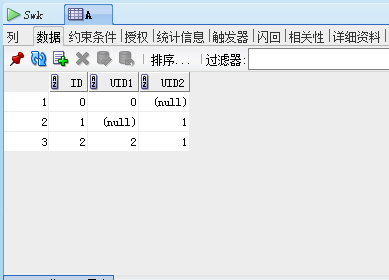 Swk A
列 数据 约束条件 授权 统计信息 触发器 闪回 相关性 详细资料
排序... 过滤器:
ID UID1 UID2
1 0 0 (null)
2 1 (null) 1
3 2 2 1